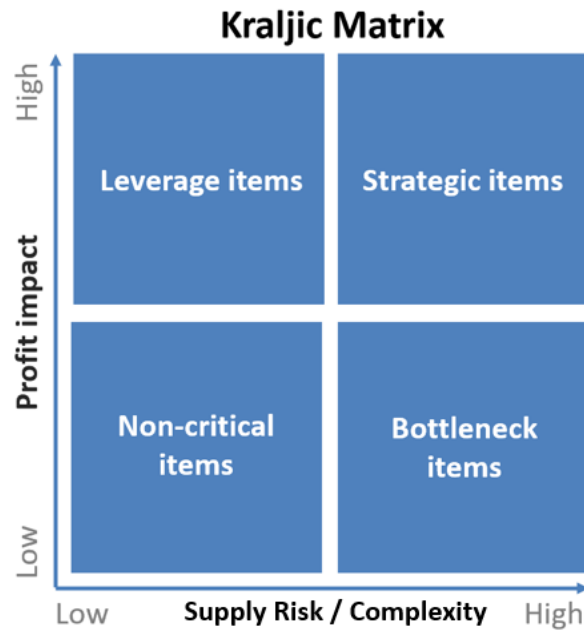 Kraljic Matrix
High
Leverage items
Strategic items
Profit impact
Non-critical
items
Bottleneck
items
Low
Low
Supply Risk / Complexity
High